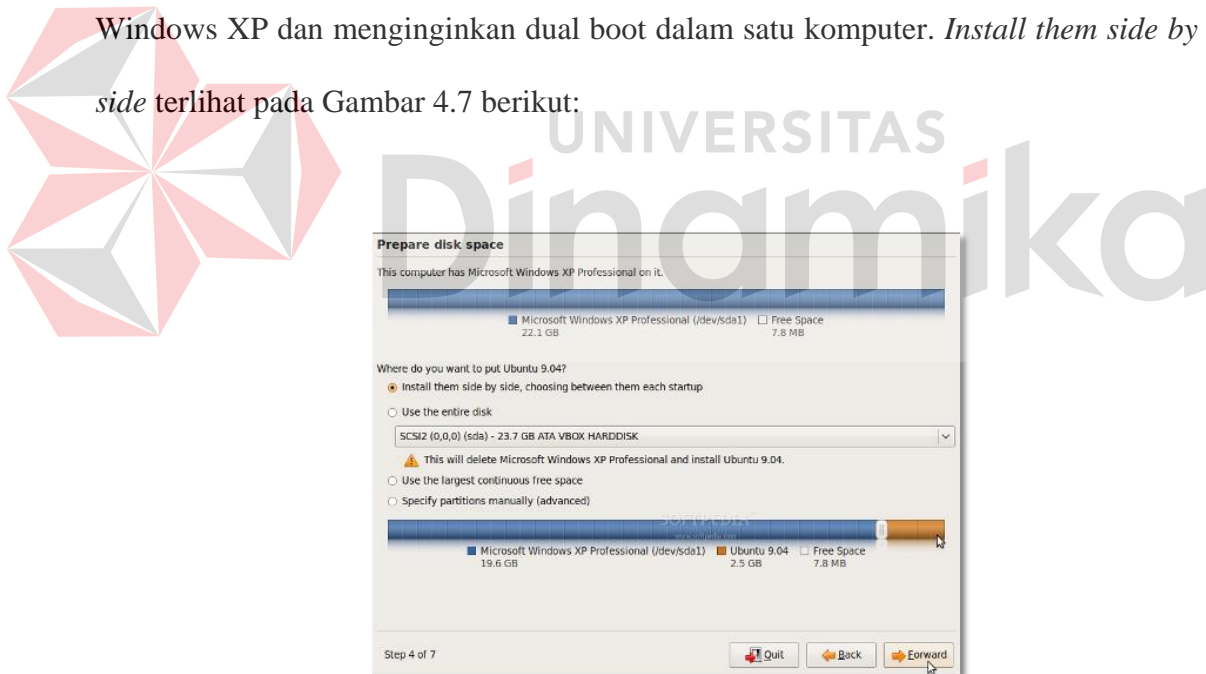 Windows XP dan menginginkan dual boot dalam satu komputer. Install them side by
side terlihat pada Gambar 4.7 berikut:
UNIVERSITAS
Dinamika
Prepare disk space
This computer has Microsoft Windows XP Professional on it.
Microsoft Windows XP Professional (/dev/sda1) Free Space
22.1 GB 7.8 MB
Where do you want to put Ubuntu 9.04?
Install them side by side, choosing between them each startup
Use the entire disk
SCSI2 (0,0,0) (sda) - 23.7 GB ATA VBOX HARDDISK
This will delete Microsoft Windows XP Professional and install Ubuntu 9.04.
Use the largest continuous free space
Specify partitions manually (advanced)
SOFTPEDIA
Microsoft Windows XP Professional (/dev/sda1) Ubuntu 9.04 Free Space
19.6 GB 2.5 GB 7.8 MB
Step 4 of 7 Quit Back Forward